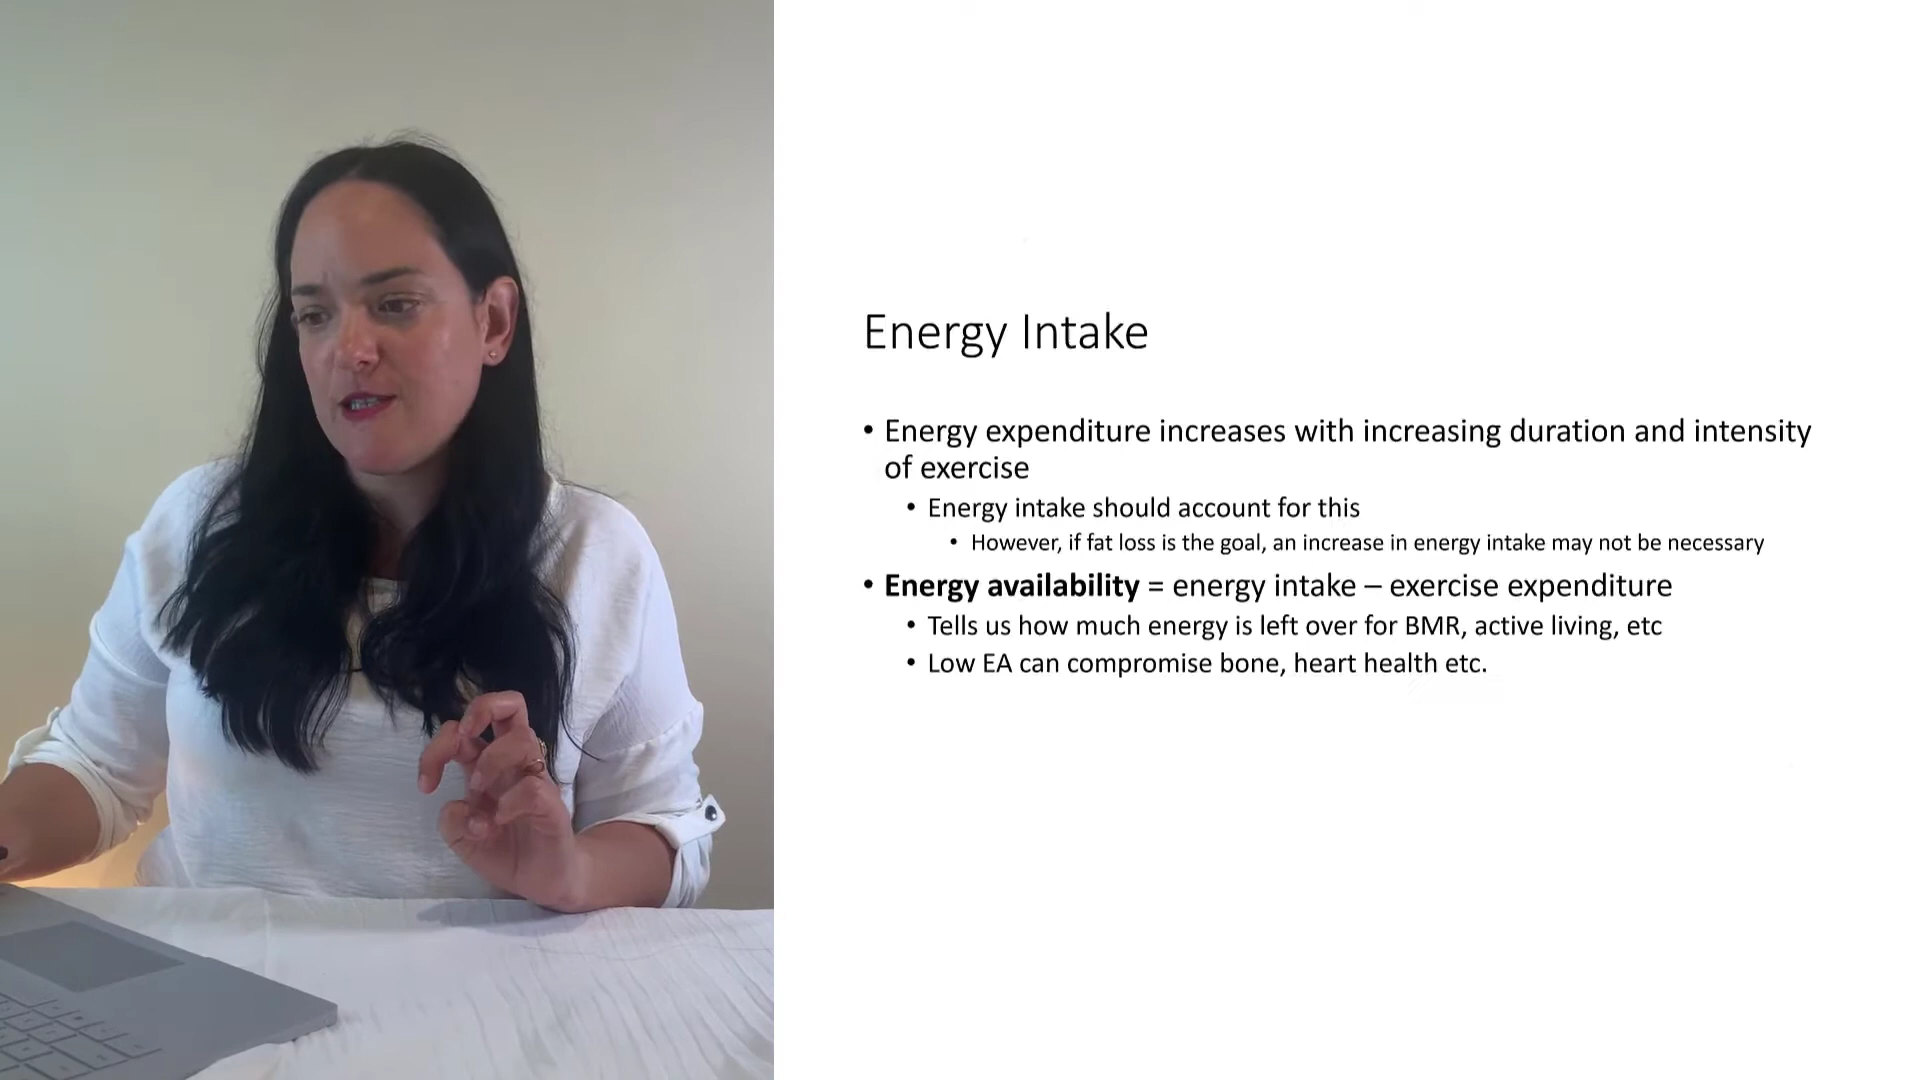 Energy Intake
• Energy expenditure increases with increasing duration and intensity
of exercise
• Energy intake should account for this
• However, if fat loss is the goal, an increase in energy intake may not be necessary
• Energy availability = energy intake – exercise expenditure
• Tells us how much energy is left over for BMR, active living, etc
• Low EA can compromise bone, heart health etc.